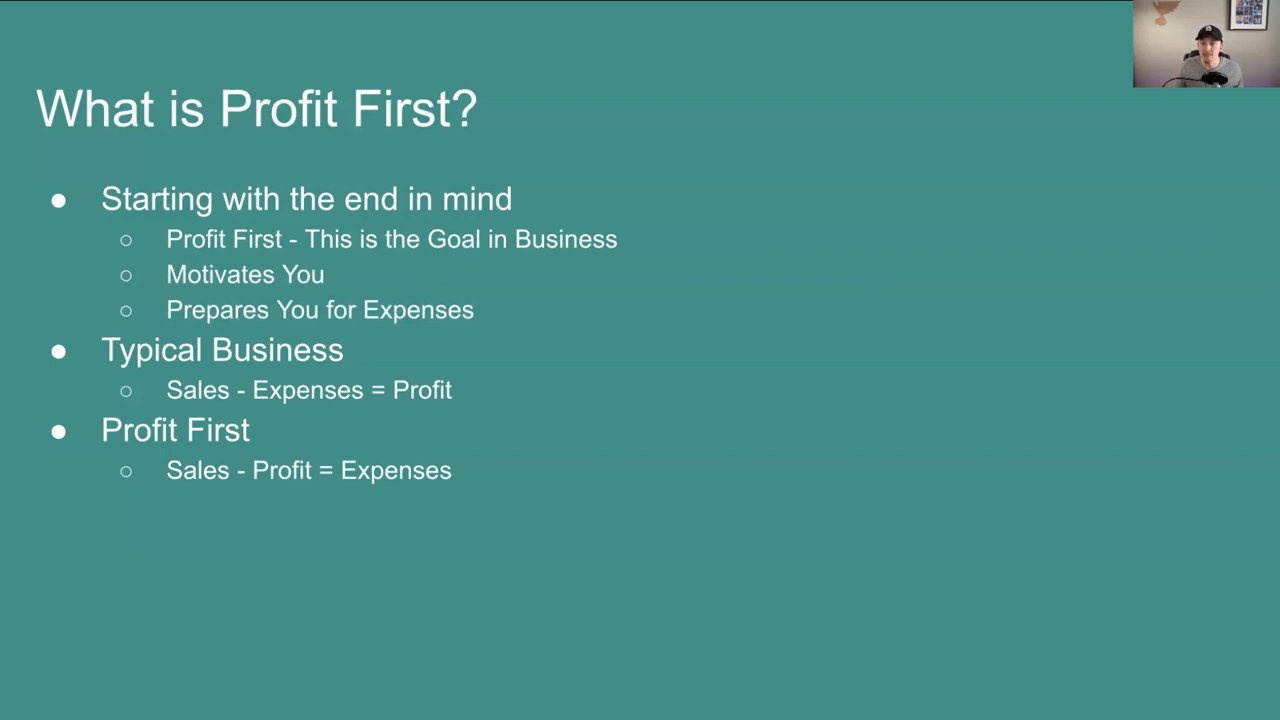 What is Profit First?
● Starting with the end in mind
○ Profit First - This is the Goal in Business
○ Motivates You
○ Prepares You for Expenses
● Typical Business
○ Sales - Expenses = Profit
● Profit First
○ Sales - Profit = Expenses